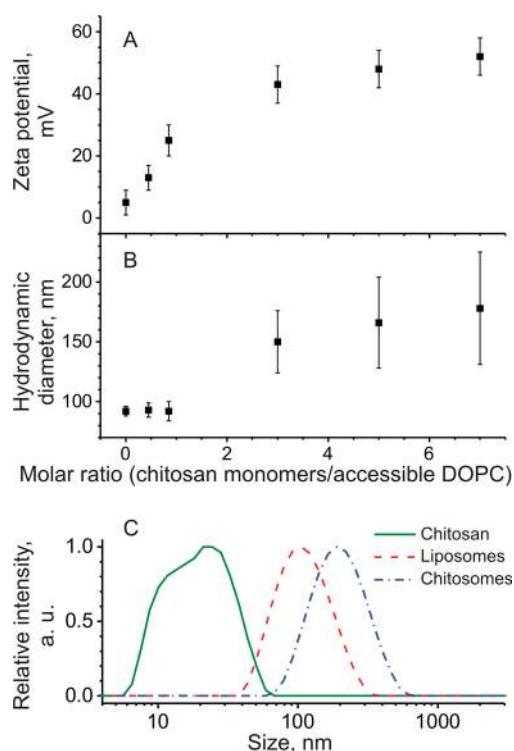 A
Zeta potential,
mV
60
40
20
0
B
Hydrodynamic
diameter, nm
200
150
100
0 2 4 6
Molar ratio (chitosan monomers/accessible DOPC)
C
Chitosan
Liposomes
Chitosomes
Relative intensity,
a. u.
1.0
0.5
0.0
10 100 1000
Size, nm